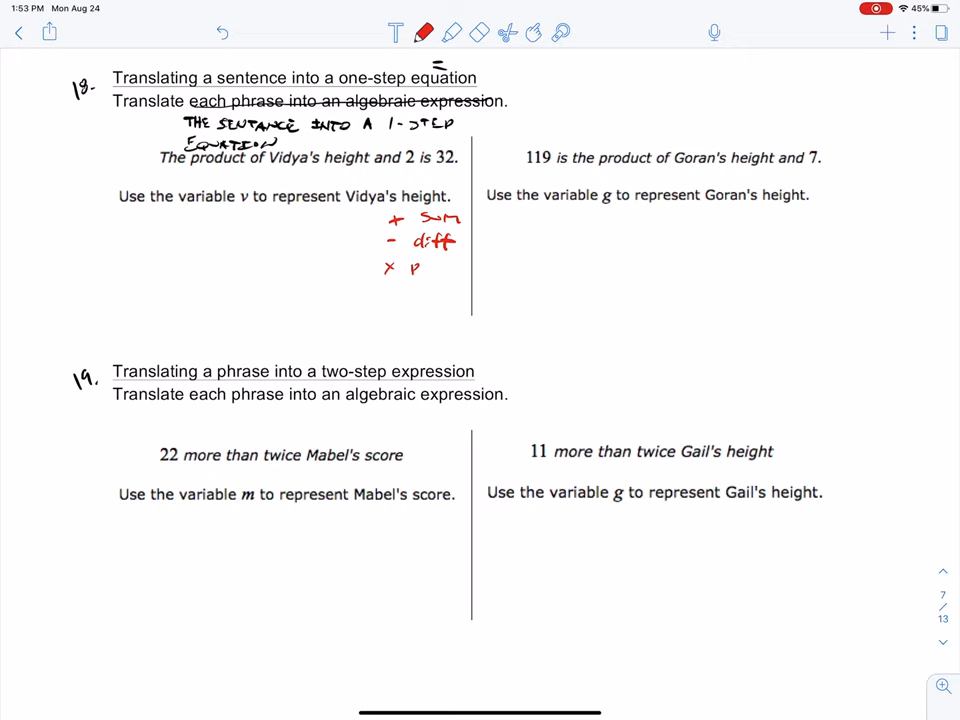 1:53 PM Mon Aug 24
45%
T
=
18. Translating a sentence into a one-step equation
Translate each phrase into an algebraic expression.
THE SENTANCE INTO A 1-STEP
EQUATION
The product of Vidya's height and 2 is 32.
Use the variable v to represent Vidya's height.
+ sum
- diff
× p
119 is the product of Goran's height and 7.
Use the variable g to represent Goran's height.
19. Translating a phrase into a two-step expression
Translate each phrase into an algebraic expression.
22 more than twice Mabel's score
Use the variable m to represent Mabel's score.
11 more than twice Gail's height
Use the variable g to represent Gail's height.
7
/
13